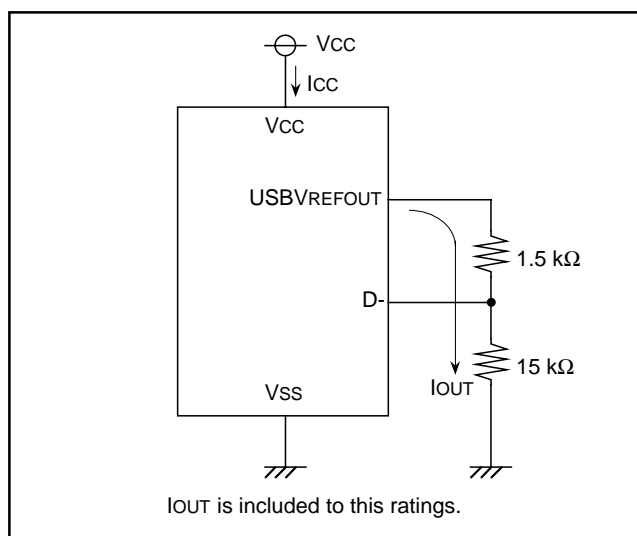 VCC
ICC
VCC
USBVREFOUT
1.5 kΩ
D-
15 kΩ
IOUT
VSS
IOUT is included to this ratings.